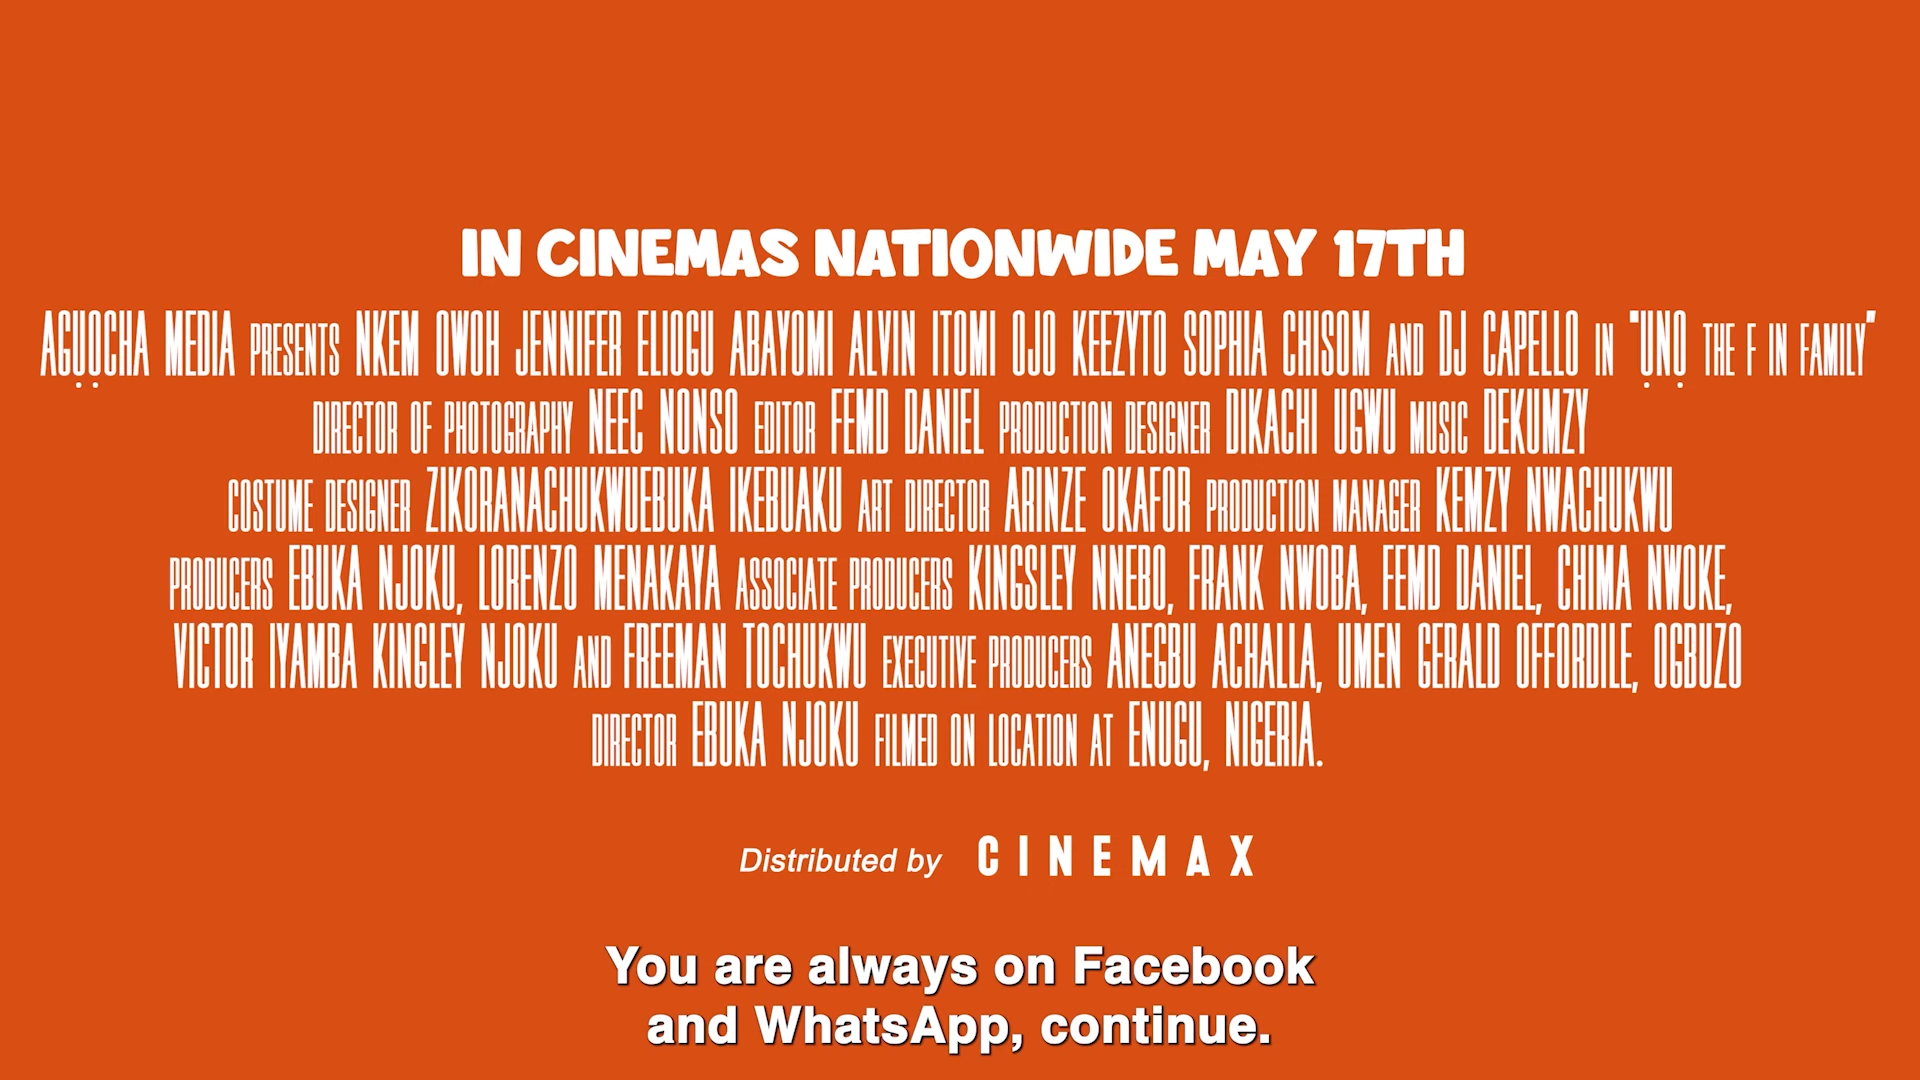 IN CINEMAS NATIONWIDE MAY 17TH
AGỤỌCHA MEDIA PRESENTS NKEM OWOH JENNIFER ELIOGU ABAYOMI ALVIN ITOMI OJO KEEZYTO SOPHIA CHISOM AND DJ CAPELLO IN "ỤNỌ THE F IN FAMILY"
DIRECTOR OF PHOTOGRAPHY NEEC NONSO EDITOR FEMD DANIEL PRODUCTION DESIGNER DIKACHI UGWU MUSIC DEKUMZY
COSTUME DESIGNER ZIKORANACHUKWUEBUKA IKEBUAKU ART DIRECTOR ARINZE OKAFOR PRODUCTION MANAGER KEMZY NWACHUKWU
PRODUCERS EBUKA NJOKU, LORENZO MENAKAYA ASSOCIATE PRODUCERS KINGSLEY NNEBO, FRANK NWOBA, FEMD DANIEL, CHIMA NWOKE,
VICTOR IYAMBA KINGLEY NJOKU AND FREEMAN TOCHUKWU EXECUTIVE PRODUCERS ANEGBU ACHALLA, UMEN GERALD OFFORDILE, OGBUZO
DIRECTOR EBUKA NJOKU FILMED ON LOCATION AT ENUGU, NIGERIA.
Distributed by CINEMAX
You are always on Facebook
and WhatsApp, continue.